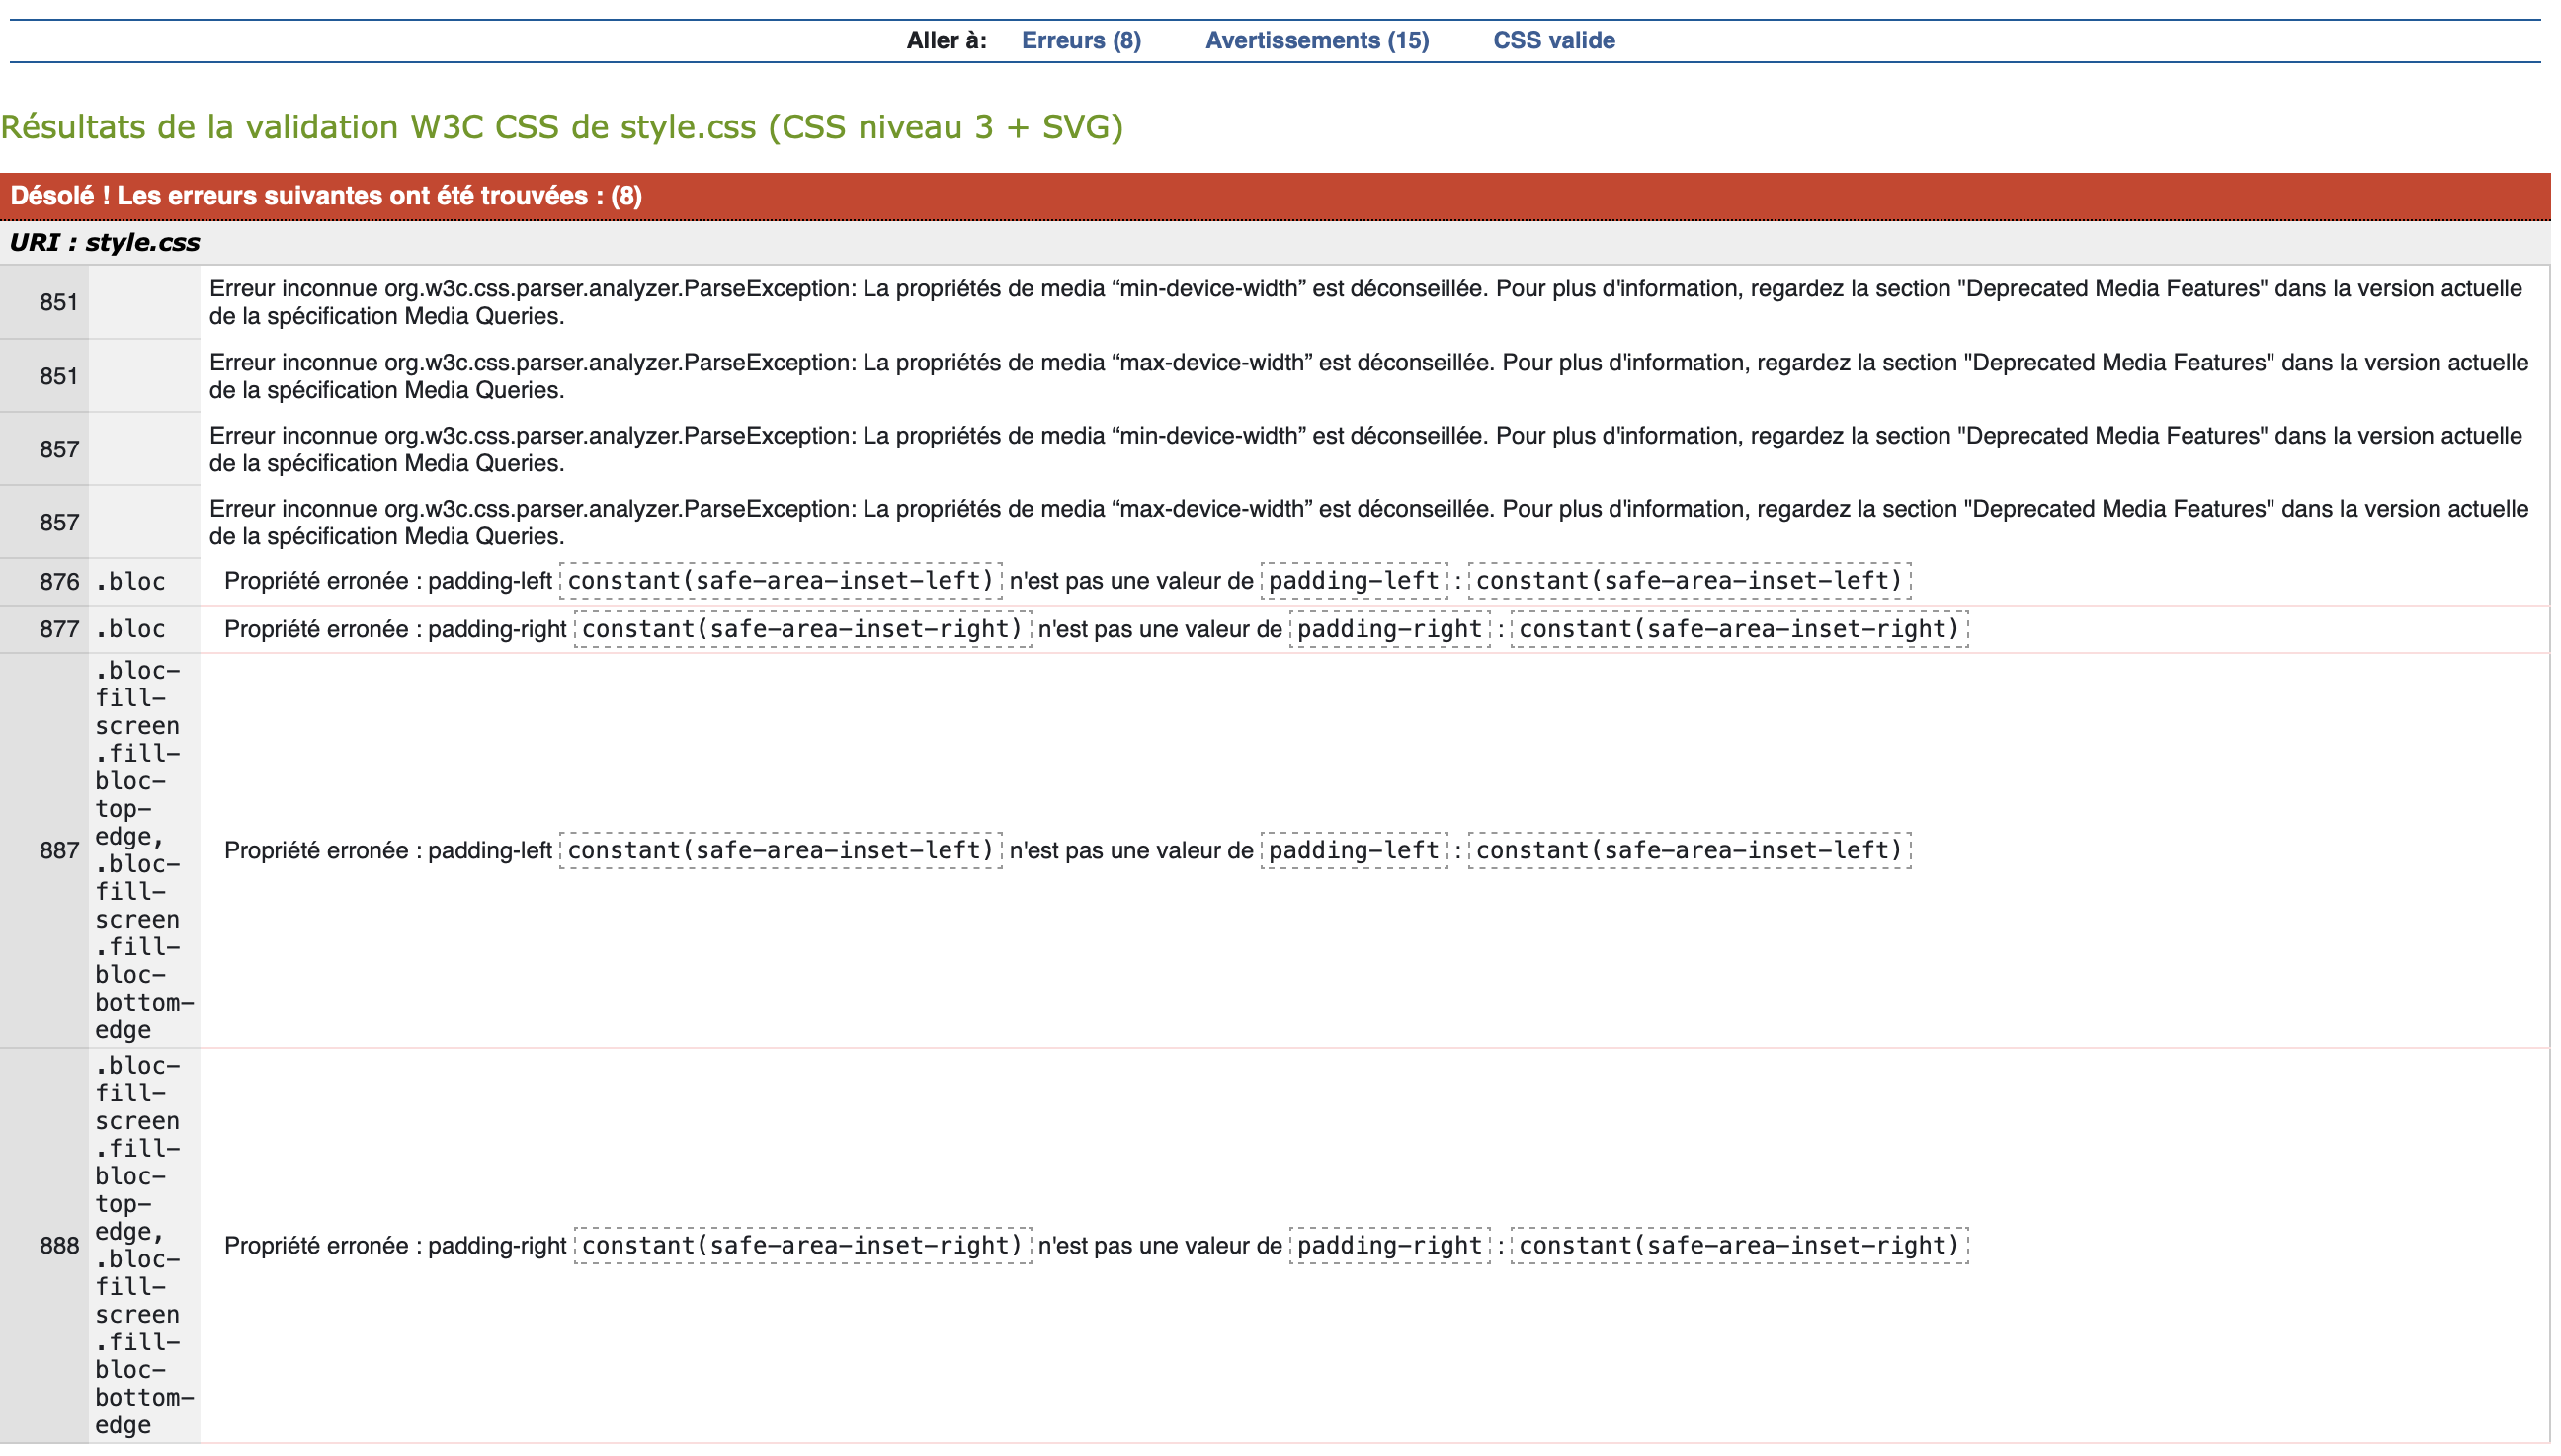 Aller à: Erreurs (8) Avertissements (15) CSS valide
Résultats de la validation W3C CSS de style.css (CSS niveau 3 + SVG)
Désolé ! Les erreurs suivantes ont été trouvées : (8)
URI : style.css
851 Erreur inconnue org.w3c.css.parser.analyzer.ParseException: La propriétés de media “min-device-width” est déconseillée. Pour plus d'information, regardez la section "Deprecated Media Features" dans la version actuelle
de la spécification Media Queries.
851 Erreur inconnue org.w3c.css.parser.analyzer.ParseException: La propriétés de media “max-device-width” est déconseillée. Pour plus d'information, regardez la section "Deprecated Media Features" dans la version actuelle
de la spécification Media Queries.
857 Erreur inconnue org.w3c.css.parser.analyzer.ParseException: La propriétés de media “min-device-width” est déconseillée. Pour plus d'information, regardez la section "Deprecated Media Features" dans la version actuelle
de la spécification Media Queries.
857 Erreur inconnue org.w3c.css.parser.analyzer.ParseException: La propriétés de media “max-device-width” est déconseillée. Pour plus d'information, regardez la section "Deprecated Media Features" dans la version actuelle
de la spécification Media Queries.
876 .bloc Propriété erronée : padding-left constant(safe-area-inset-left) n'est pas une valeur de padding-left : constant(safe-area-inset-left)
877 .bloc Propriété erronée : padding-right constant(safe-area-inset-right) n'est pas une valeur de padding-right : constant(safe-area-inset-right)
887
.bloc-
fill-
screen
.fill-
bloc-
top-
edge,
.bloc-
fill-
screen
.fill-
bloc-
bottom-
edge
Propriété erronée : padding-left constant(safe-area-inset-left) n'est pas une valeur de padding-left : constant(safe-area-inset-left)
888
.bloc-
fill-
screen
.fill-
bloc-
top-
edge,
.bloc-
fill-
screen
.fill-
bloc-
bottom-
edge
Propriété erronée : padding-right constant(safe-area-inset-right) n'est pas une valeur de padding-right : constant(safe-area-inset-right)